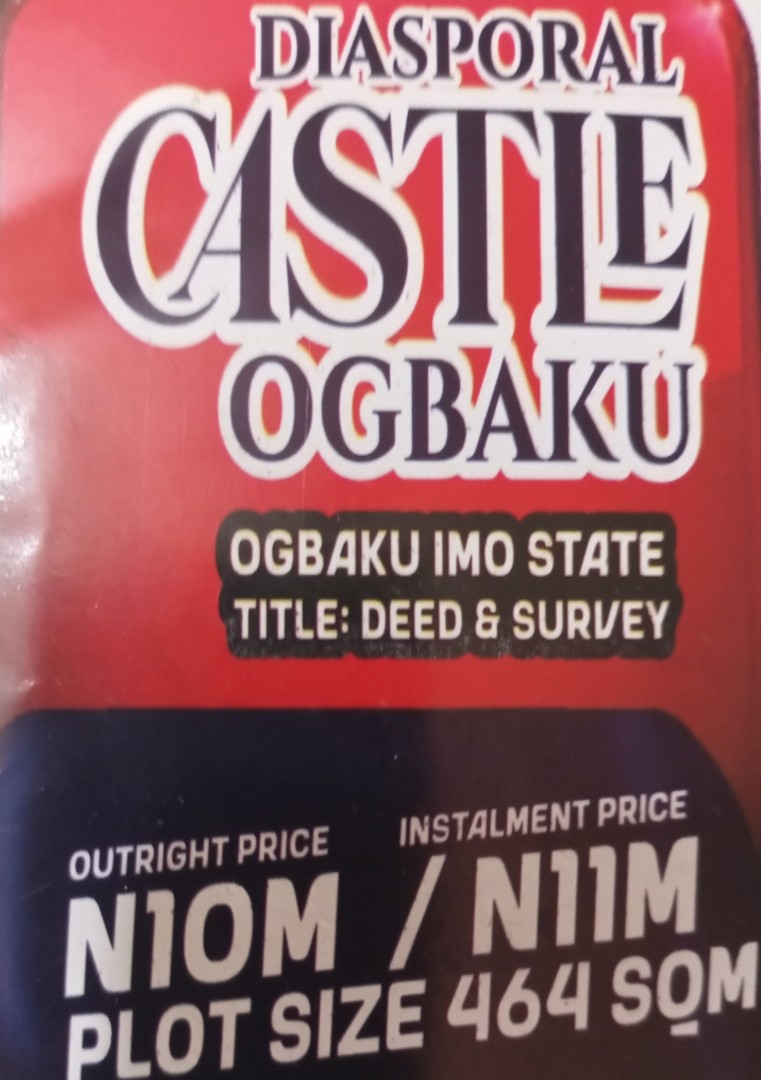 DIASPORAL
CASTLE
OGBAKU
OGBAKU IMO STATE
TITLE: DEED & SURVEY
OUTRIGHT PRICE
INSTALMENT PRICE
N10M / N11M
PLOT SIZE 464 SQM